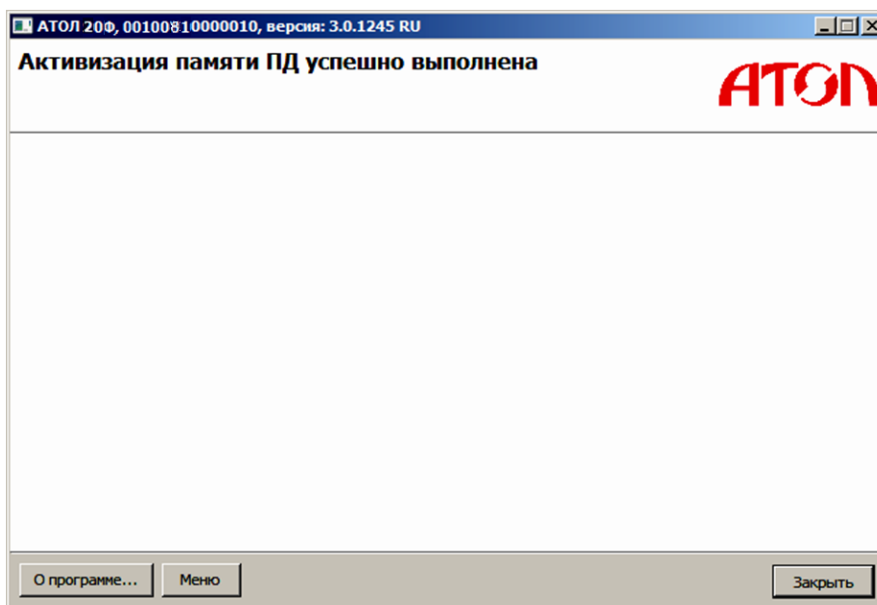 АТОЛ 20Ф, 00100810000010, версия: 3.0.1245 RU
Активизация памяти ПД успешно выполнена
АТОЛ
О программе...
Меню
Закрыть